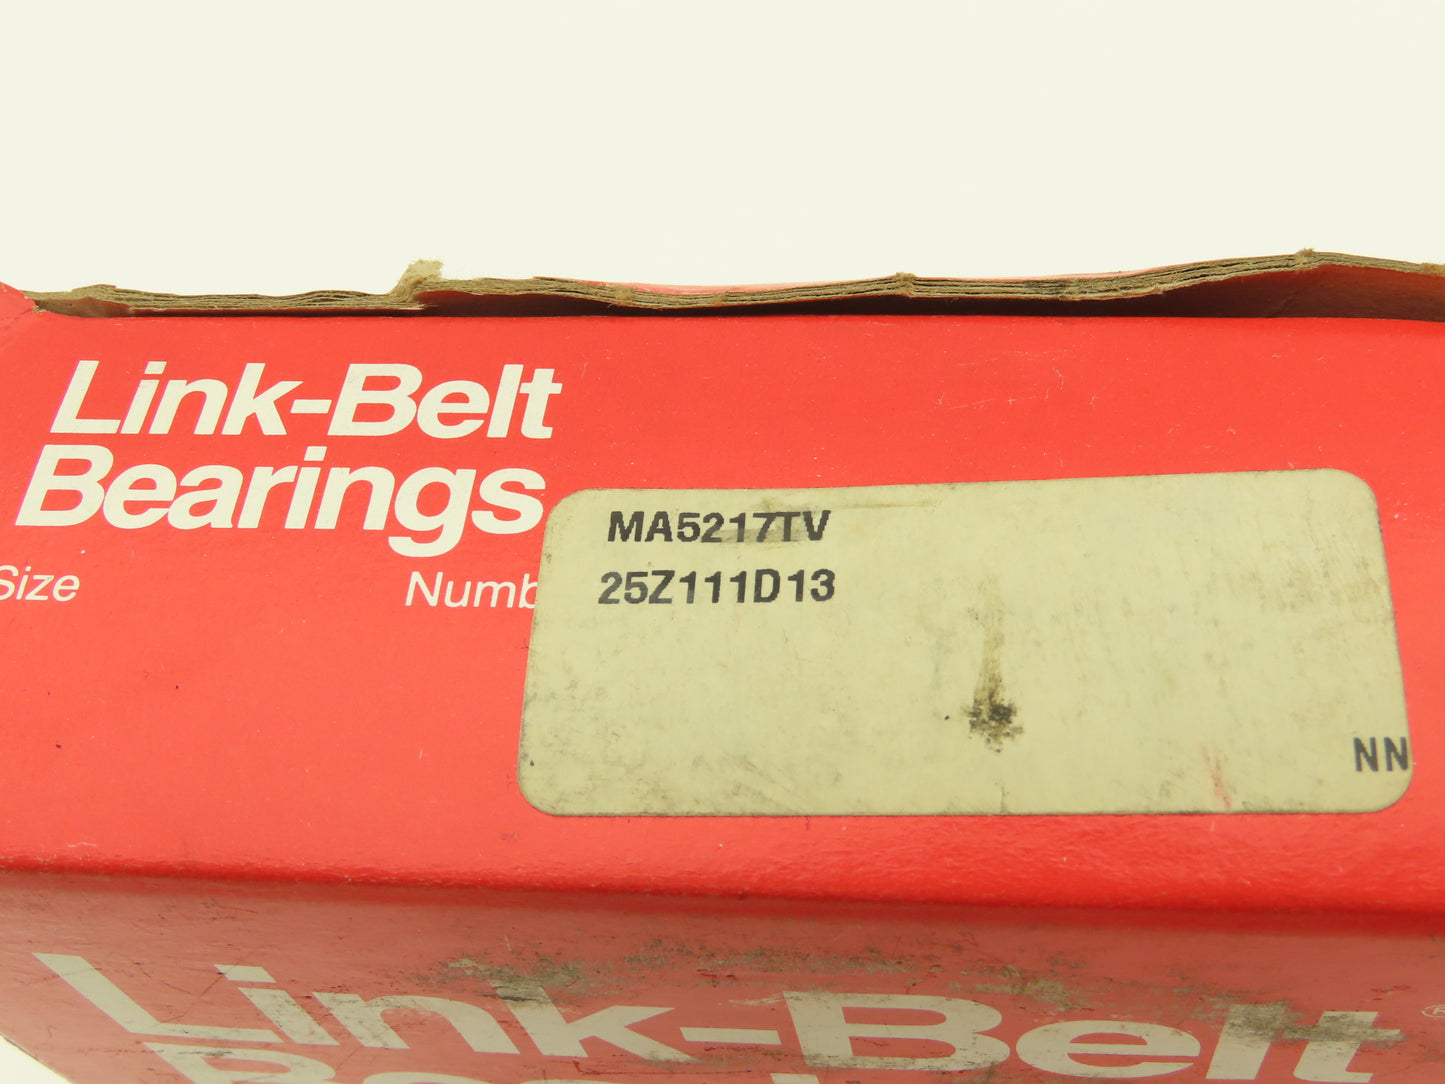 Link-Belt
Bearings
Size Numb
MA5217TV
25Z111D13
NN
Link-Belt®